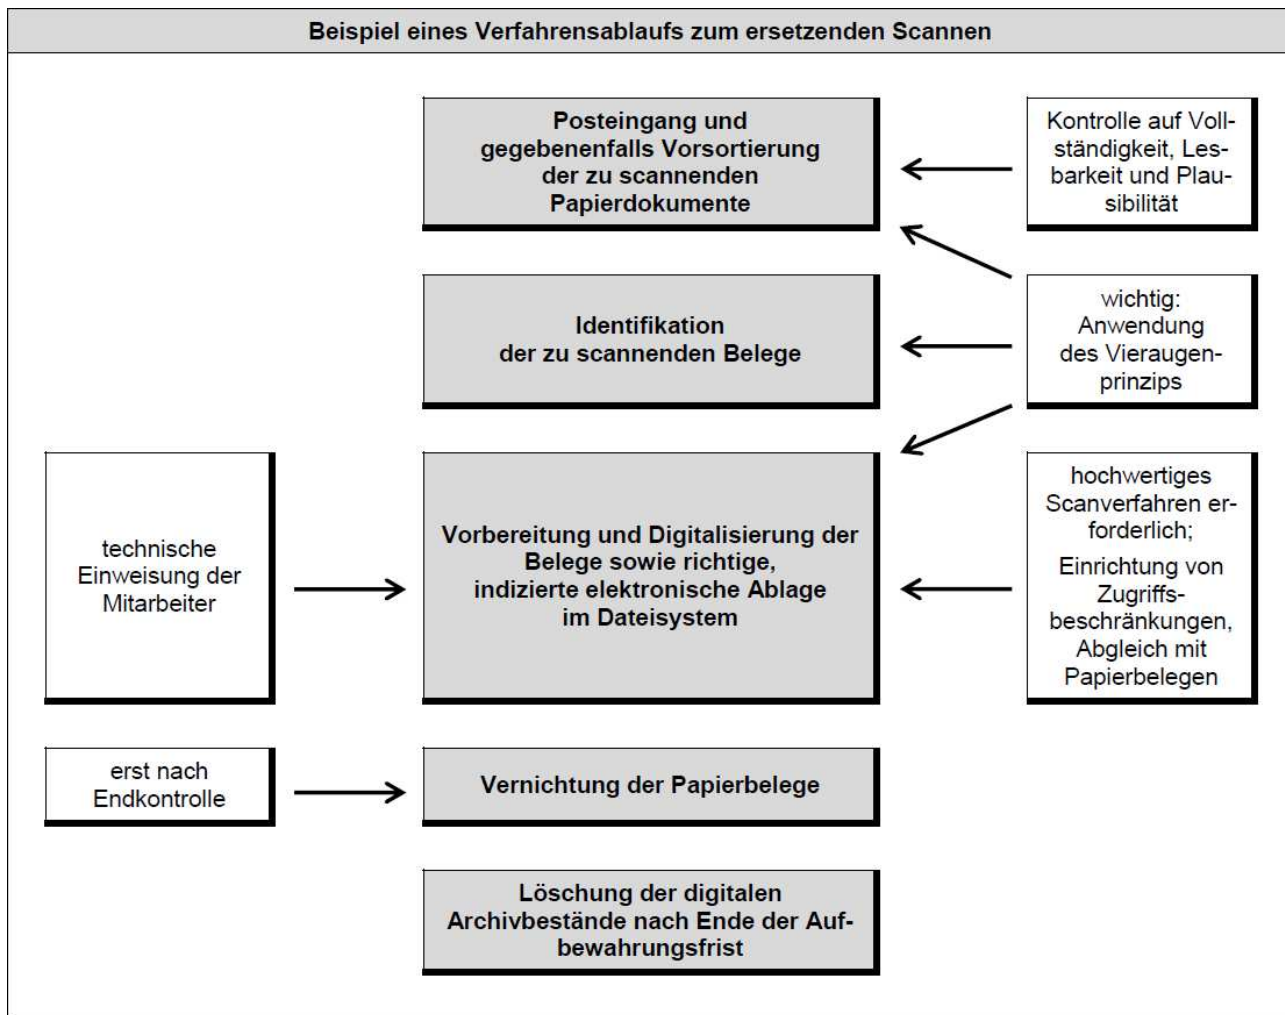 Beispiel eines Verfahrensablaufs zum ersetzenden Scannen
Posteingang und
gegebenenfalls Vorsortierung
der zu scannenden
Papierdokumente
Kontrolle auf Voll-
ständigkeit, Les-
barkeit und Plau-
sibilität
Identifikation
der zu scannenden Belege
wichtig:
Anwendung
des Vieraugen-
prinzips
technische
Einweisung der
Mitarbeiter
Vorbereitung und Digitalisierung der
Belege sowie richtige,
indizierte elektronische Ablage
im Dateisystem
hochwertiges
Scanverfahren er-
forderlich;
Einrichtung von
Zugriffs-
beschränkungen,
Abgleich mit
Papierbelegen
erst nach
Endkontrolle
Vernichtung der Papierbelege
Löschung der digitalen
Archivbestände nach Ende der Auf-
bewahrungsfrist